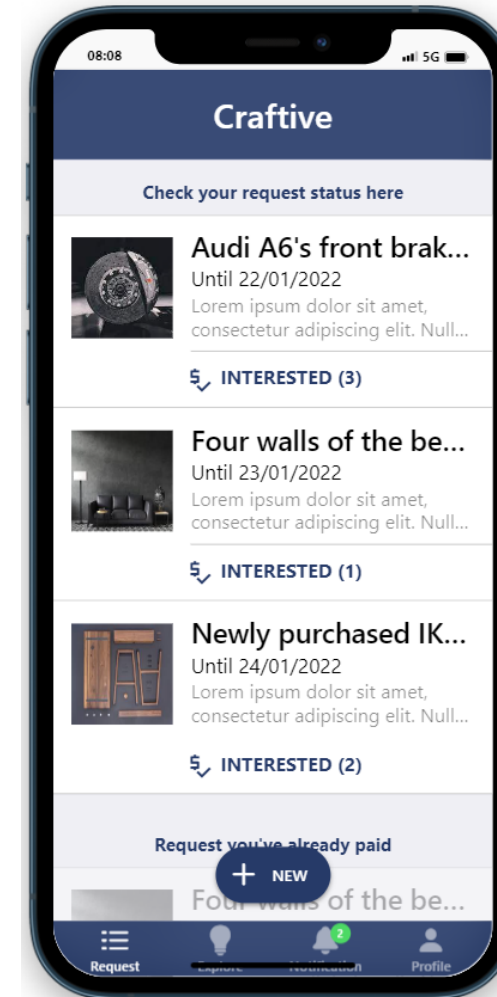 08:08
5G
Craftive
Check your request status here
Audi A6's front brak...
Until 22/01/2022
Lorem ipsum dolor sit amet,
consectetur adipiscing elit. Null...
INTERESTED (3)
Four walls of the be...
Until 23/01/2022
Lorem ipsum dolor sit amet,
consectetur adipiscing elit. Null...
INTERESTED (1)
Newly purchased IK...
Until 24/01/2022
Lorem ipsum dolor sit amet,
consectetur adipiscing elit. Null...
INTERESTED (2)
Request you've already paid
NEW
Four walls of the be...
2
Request
Explore
Notification
Profile